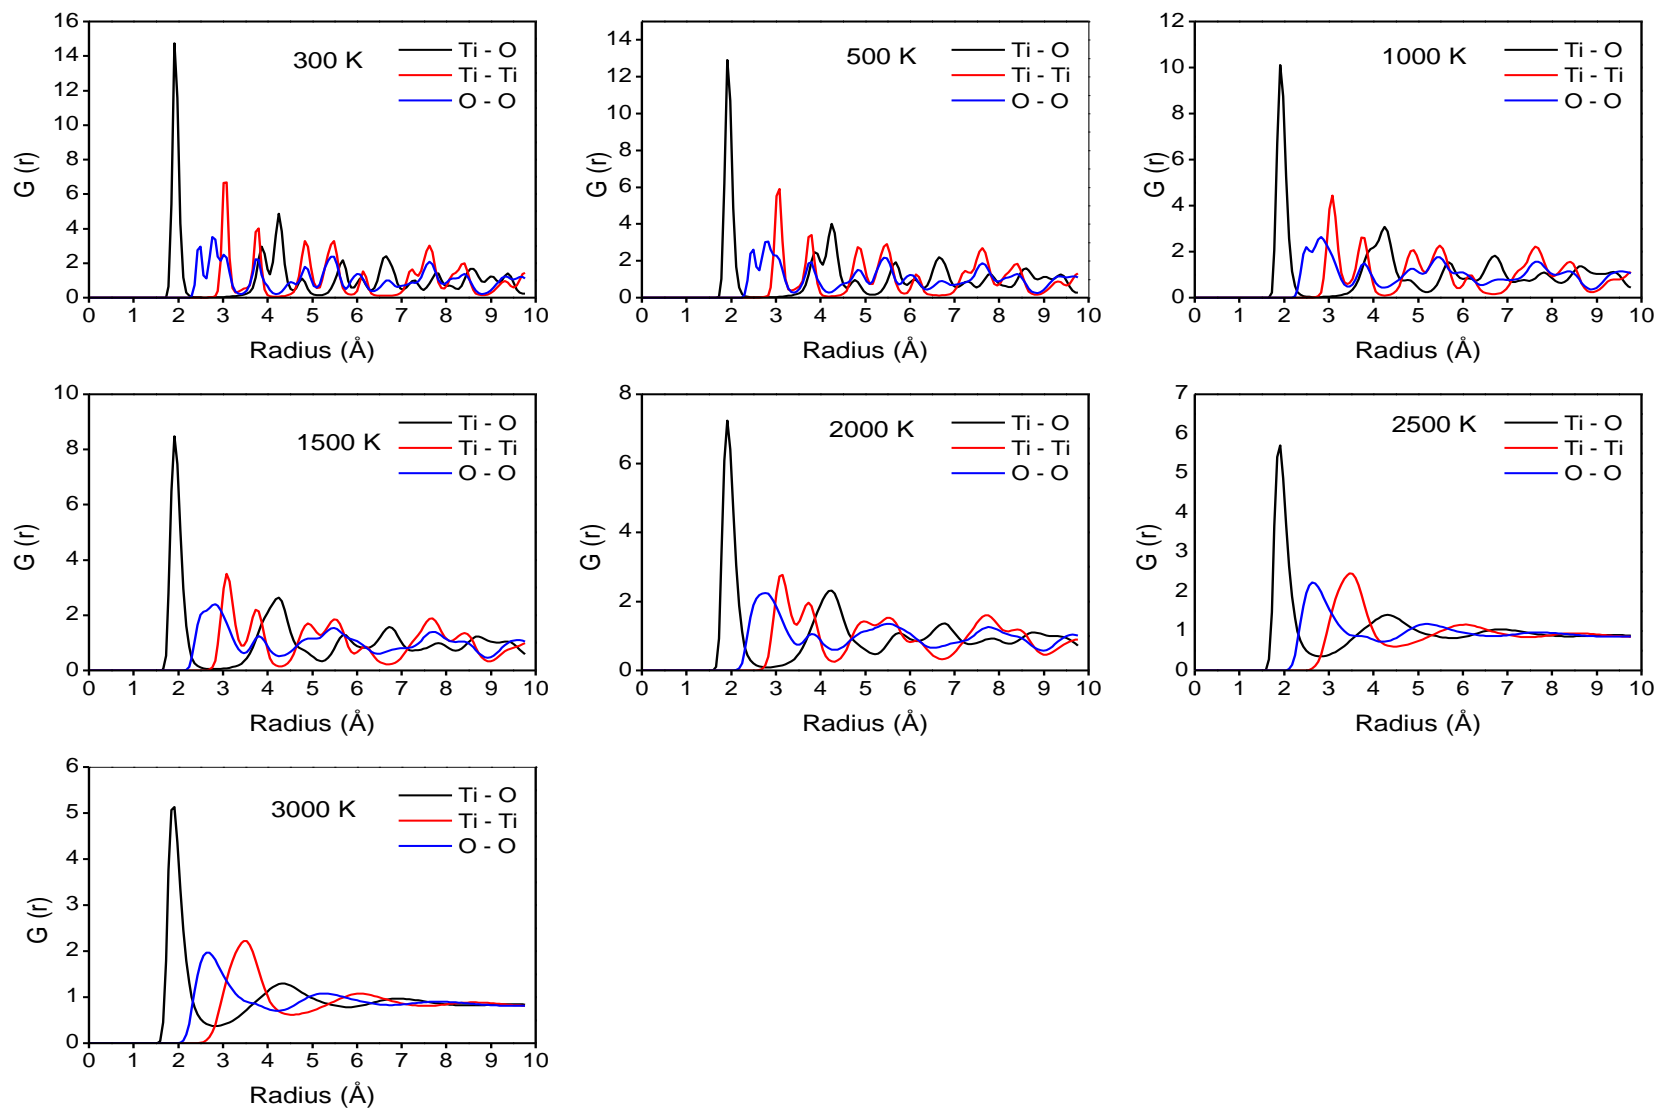 16
14
12
10
8
6
4
2
0
G (r)
300 K
Ti - O
Ti - Ti
O - O
0 1 2 3 4 5 6 7 8 9 10
Radius (Å)
14
12
10
8
6
4
2
0
G (r)
500 K
Ti - O
Ti - Ti
O - O
0 1 2 3 4 5 6 7 8 9 10
Radius (Å)
12
10
8
6
4
2
0
G (r)
1000 K
Ti - O
Ti - Ti
O - O
0 1 2 3 4 5 6 7 8 9 10
Radius (Å)
10
8
6
4
2
0
G (r)
1500 K
Ti - O
Ti - Ti
O - O
0 1 2 3 4 5 6 7 8 9 10
Radius (Å)
8
6
4
2
0
G (r)
2000 K
Ti - O
Ti - Ti
O - O
0 1 2 3 4 5 6 7 8 9 10
Radius (Å)
7
6
5
4
3
2
1
0
G (r)
2500 K
Ti - O
Ti - Ti
O - O
0 1 2 3 4 5 6 7 8 9 10
Radius (Å)
6
5
4
3
2
1
0
G (r)
3000 K
Ti - O
Ti - Ti
O - O
0 1 2 3 4 5 6 7 8 9 10
Radius (Å)